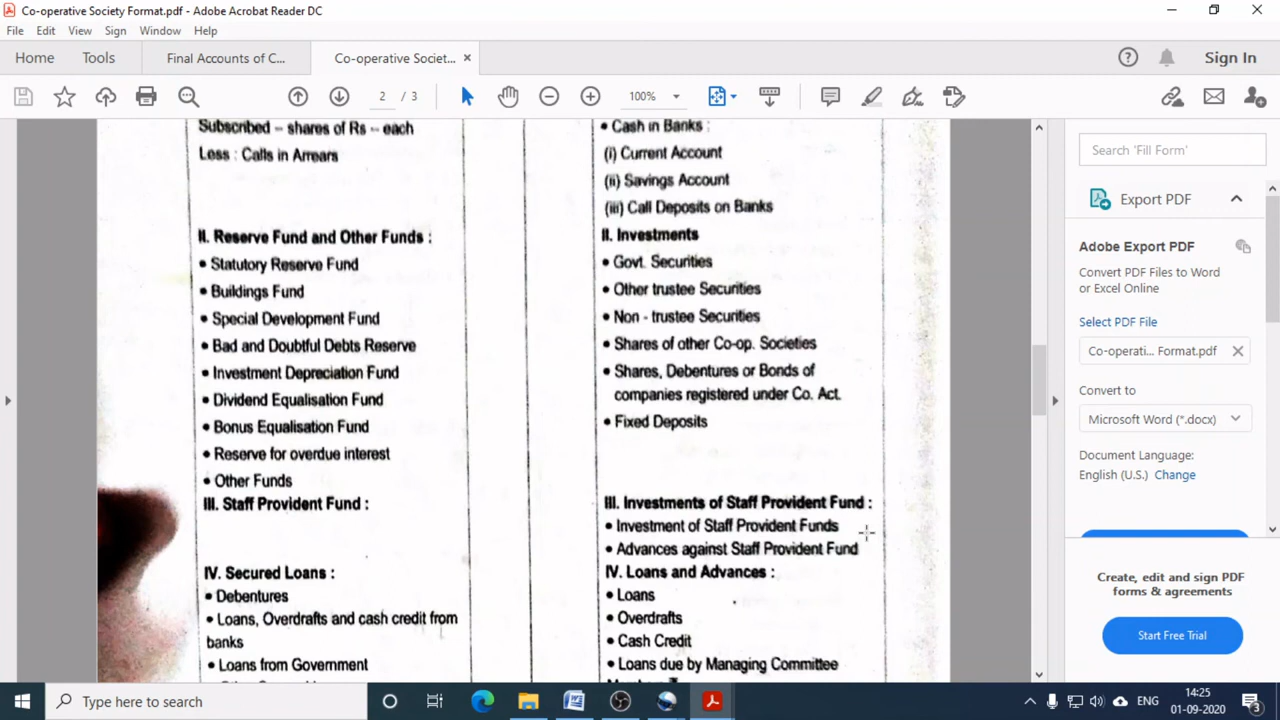 Co-operative Society Format.pdf - Adobe Acrobat Reader DC
File Edit View Sign Window Help
Home Tools Final Accounts of C... Co-operative Societ... Sign In
2 / 3 100%
Subscribed – shares of Rs – each
Less : Calls in Arrears
II. Reserve Fund and Other Funds :
• Statutory Reserve Fund
• Buildings Fund
• Special Development Fund
• Bad and Doubtful Debts Reserve
• Investment Depreciation Fund
• Dividend Equalisation Fund
• Bonus Equalisation Fund
• Reserve for overdue interest
• Other Funds
III. Staff Provident Fund :
IV. Secured Loans :
• Debentures
• Loans, Overdrafts and cash credit from
banks
• Loans from Government
• Cash in Banks :
(i) Current Account
(ii) Savings Account
(iii) Call Deposits on Banks
II. Investments
• Govt. Securities
• Other trustee Securities
• Non - trustee Securities
• Shares of other Co-op. Societies
• Shares, Debentures or Bonds of
companies registered under Co. Act.
• Fixed Deposits
III. Investments of Staff Provident Fund :
• Investment of Staff Provident Funds
• Advances against Staff Provident Fund
IV. Loans and Advances :
• Loans
• Overdrafts
• Cash Credit
• Loans due by Managing Committee
Search 'Fill Form'
Export PDF
Adobe Export PDF
Convert PDF Files to Word
or Excel Online
Select PDF File
Co-operati... Format.pdf
Convert to
Microsoft Word (*.docx)
Document Language:
English (U.S.) Change
Create, edit and sign PDF
forms & agreements
Start Free Trial
Type here to search
ENG
14:25
01-09-2020
3